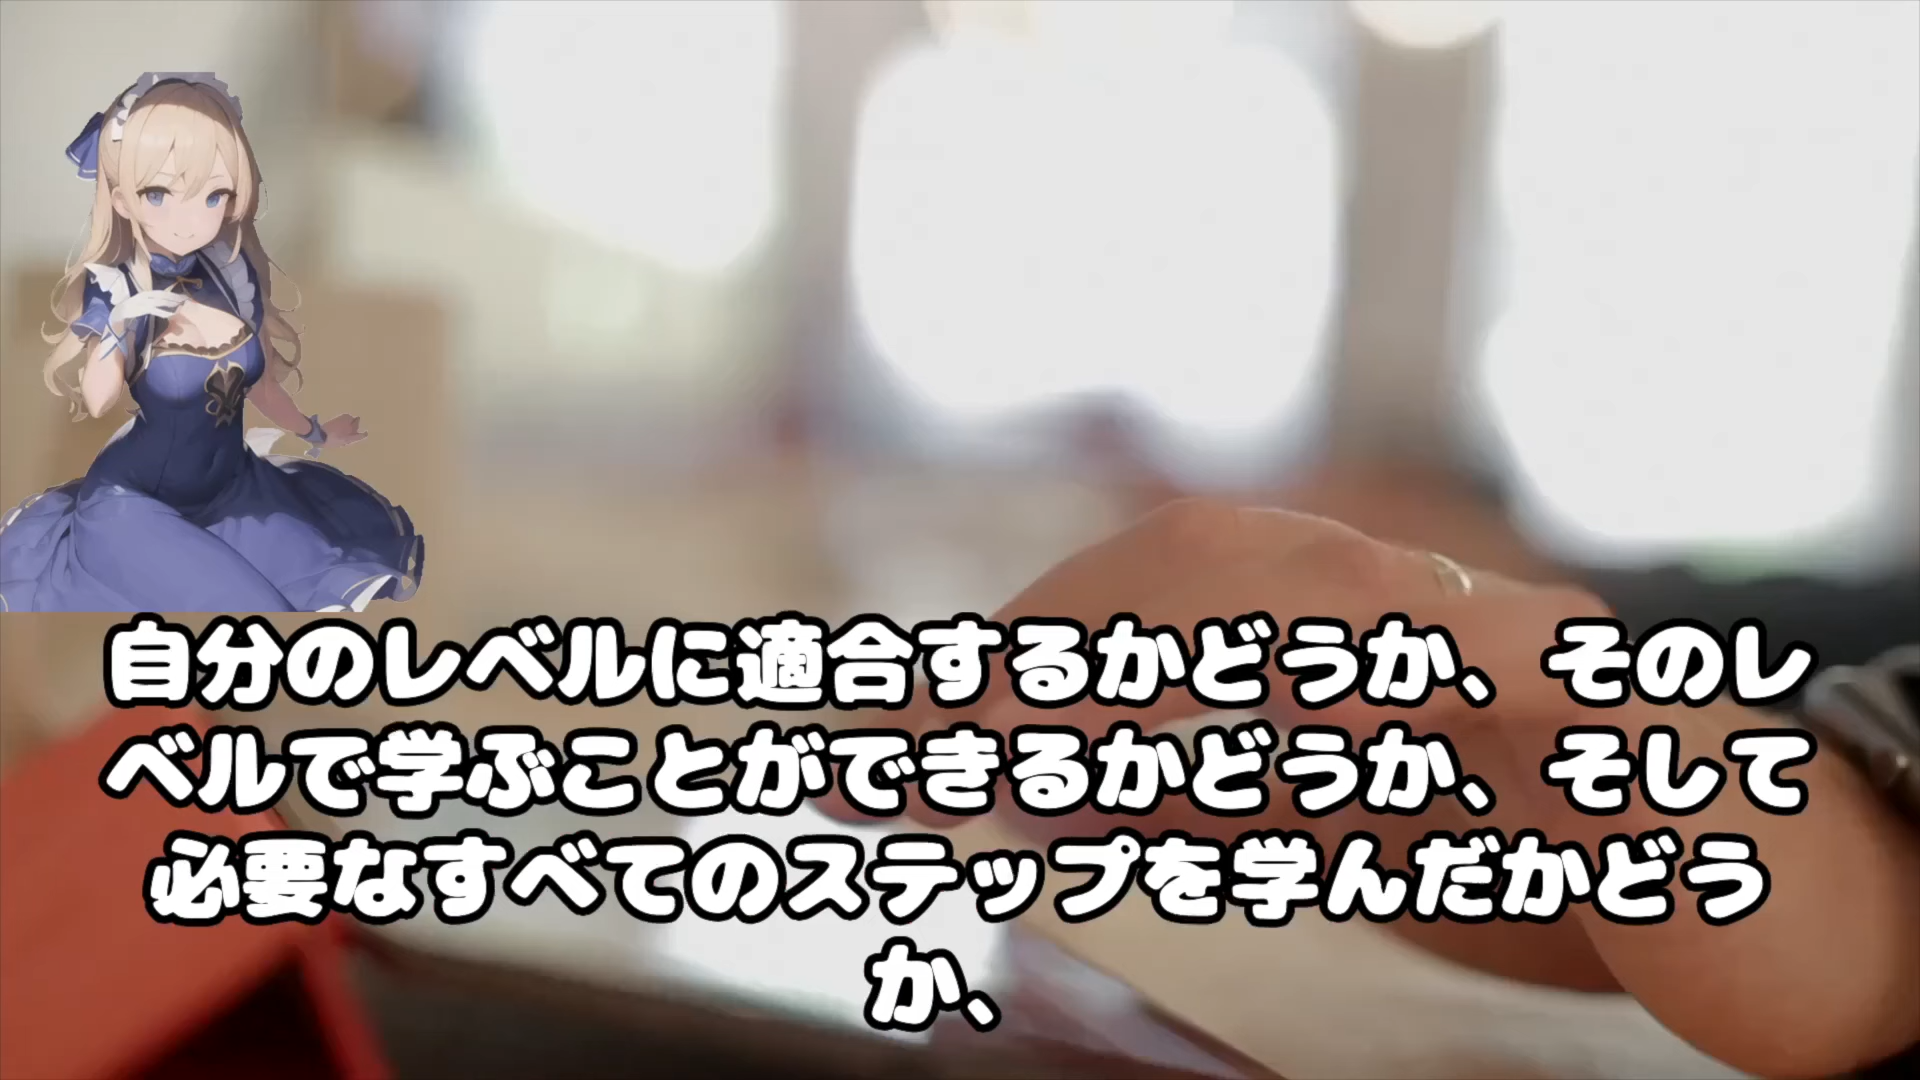 自分のレベルに適合するかどうか、そのレ
ベルで学ぶことができるかどうか、そして
必要なすべてのステップを学んだかどう
か、